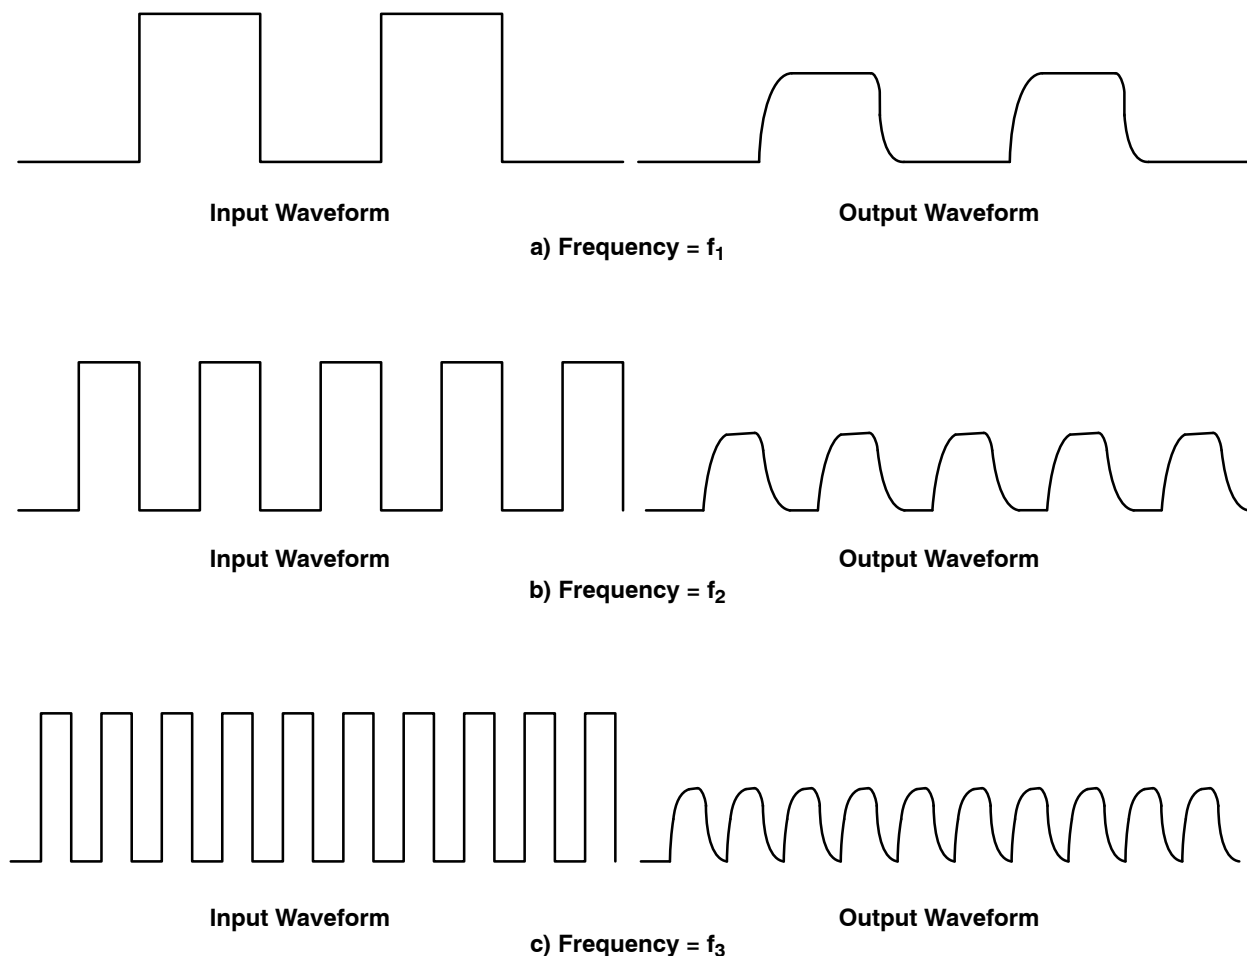 Input Waveform
Output Waveform
a) Frequency = f₁
Input Waveform
Output Waveform
b) Frequency = f₂
Input Waveform
Output Waveform
c) Frequency = f₃